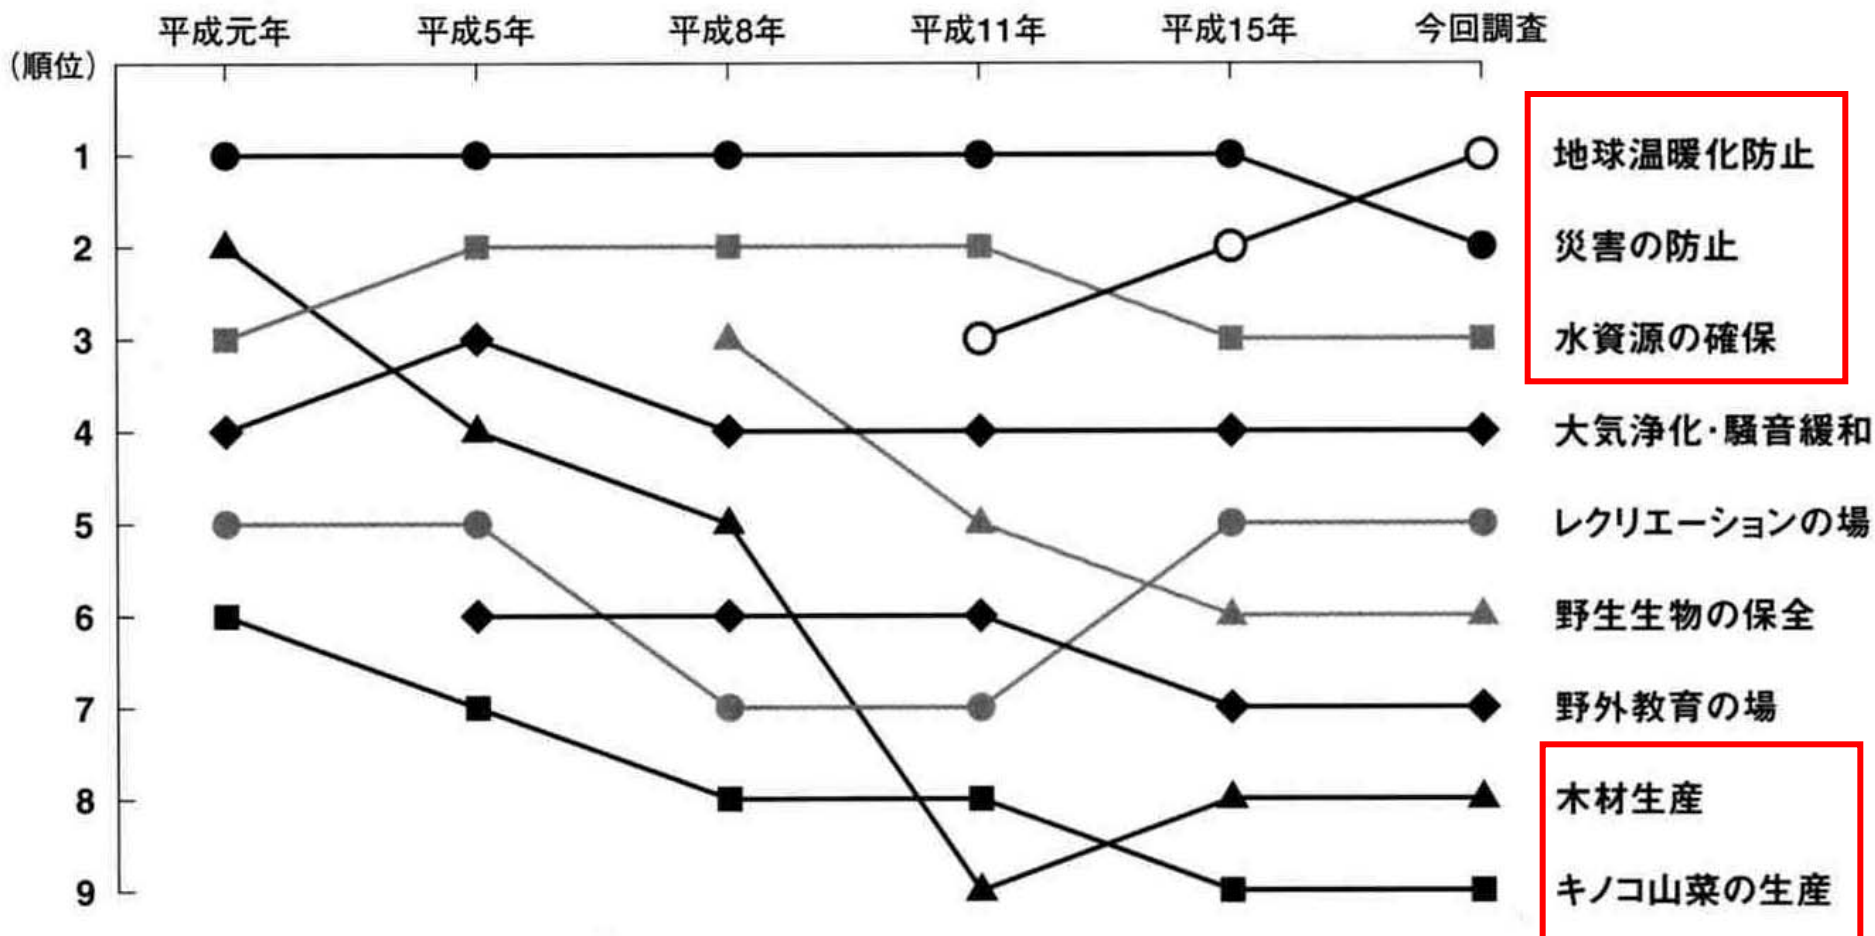 平成元年 平成5年 平成8年 平成11年 平成15年 今回調査
(順位)
1 地球温暖化防止
2 災害の防止
3 水資源の確保
4 大気浄化・騒音緩和
5 レクリエーションの場
6 野生生物の保全
7 野外教育の場
8 木材生産
9 キノコ山菜の生産